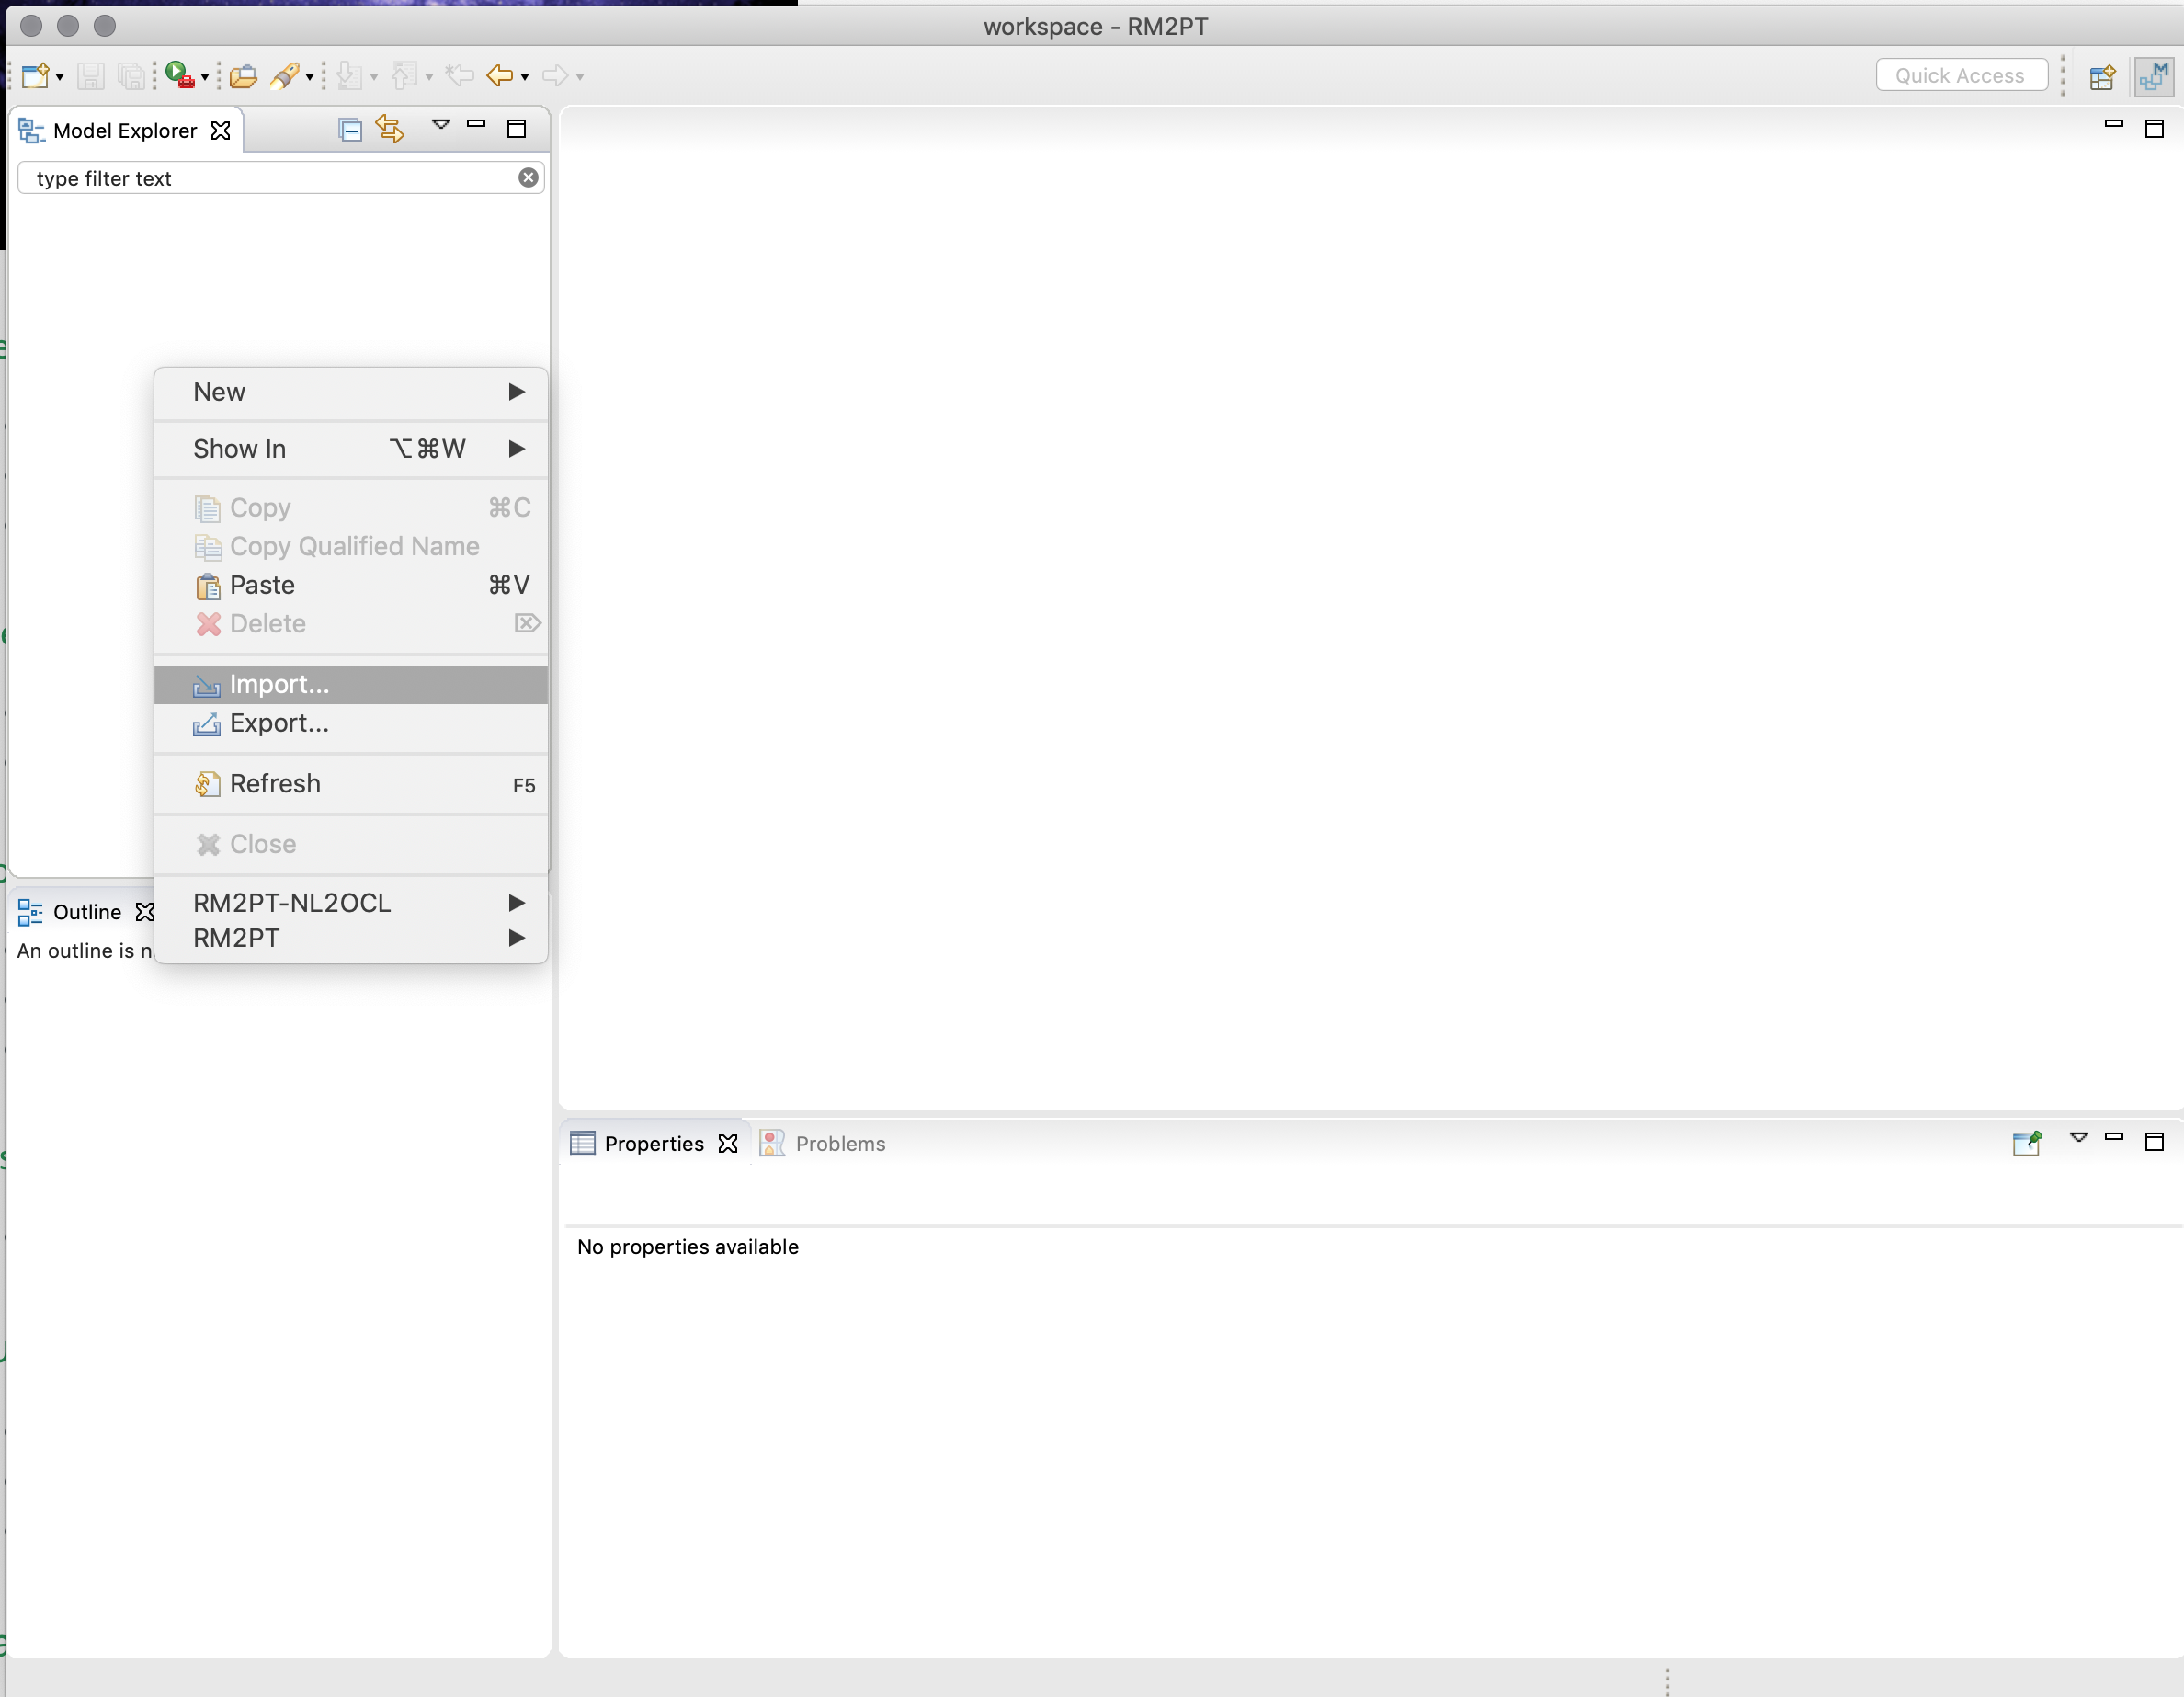 workspace - RM2PT
Quick Access
Model Explorer
type filter text
New
Show In ⌥⌘W
Copy ⌘C
Copy Qualified Name
Paste ⌘V
Delete ⌦
Import...
Export...
Refresh F5
Close
RM2PT-NL2OCL
RM2PT
Outline
An outline is
Properties
Problems
No properties available